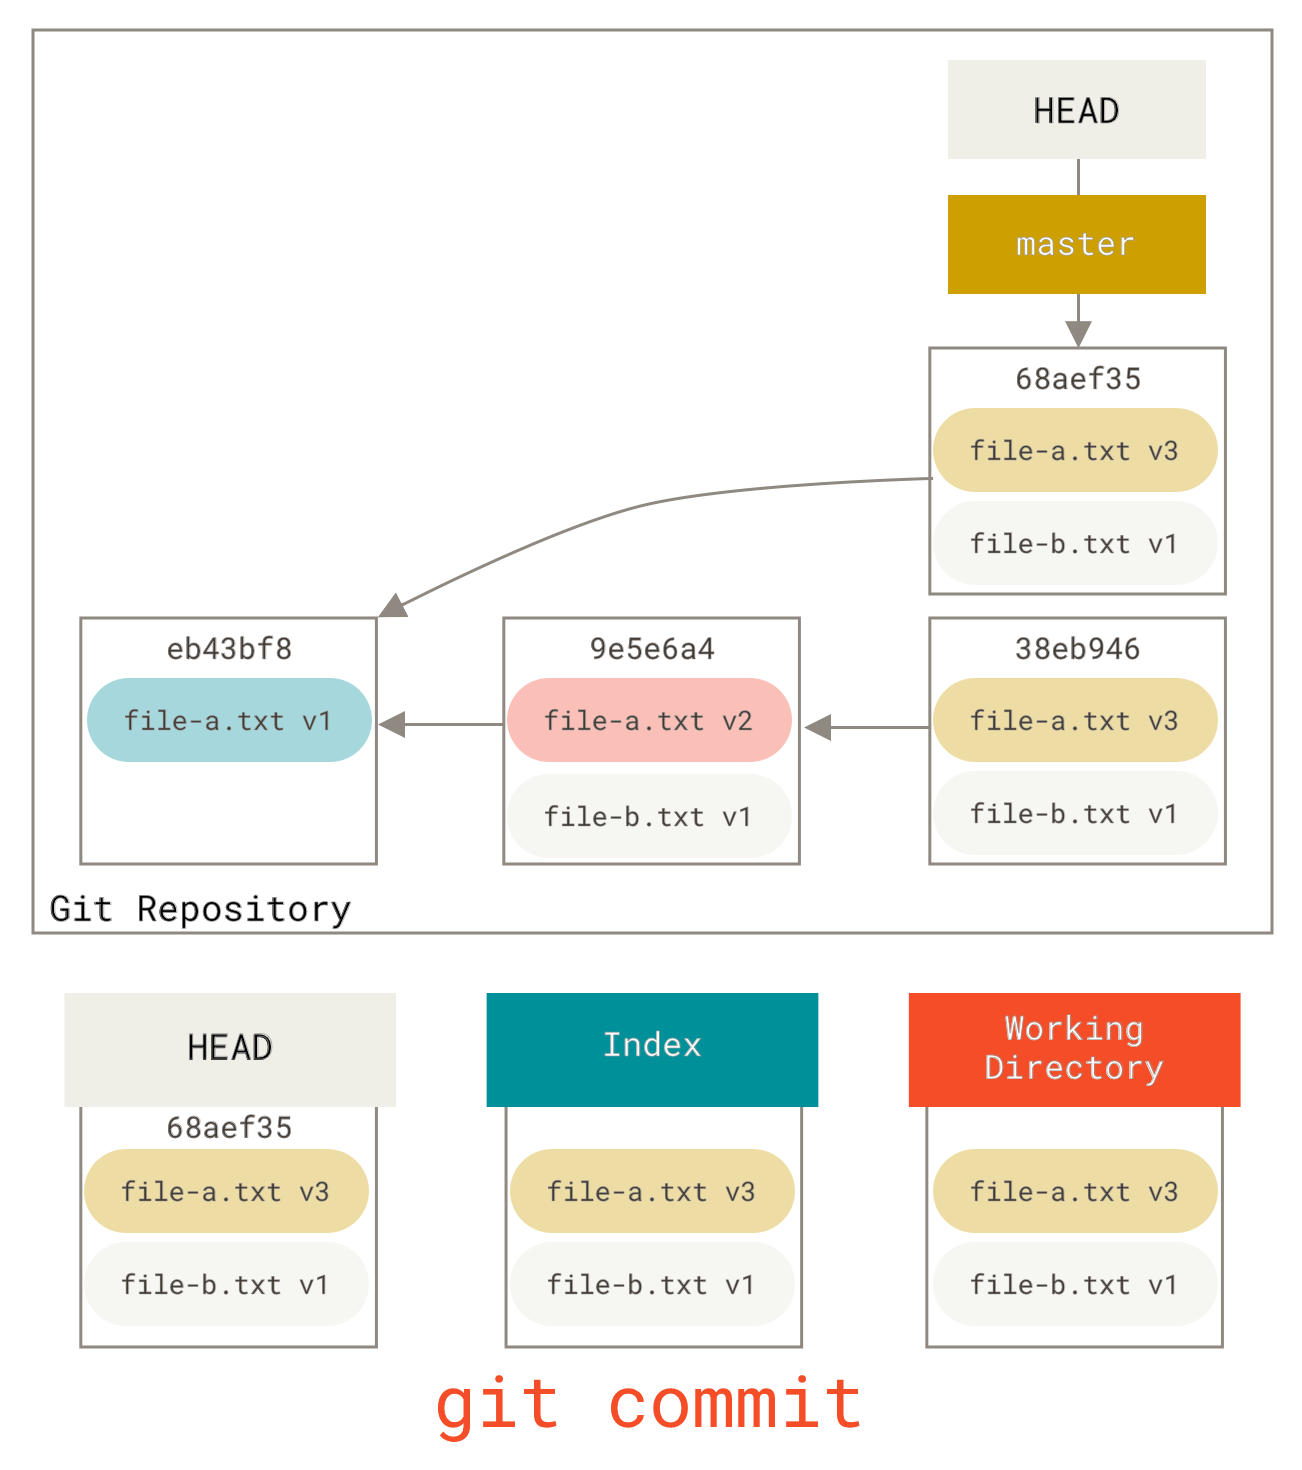 HEAD
master
68aef35
file-a.txt v3
file-b.txt v1
eb43bf8
file-a.txt v1
9e5e6a4
file-a.txt v2
file-b.txt v1
38eb946
file-a.txt v3
file-b.txt v1
Git Repository
HEAD
68aef35
file-a.txt v3
file-b.txt v1
Index
file-a.txt v3
file-b.txt v1
Working
Directory
file-a.txt v3
file-b.txt v1
git commit